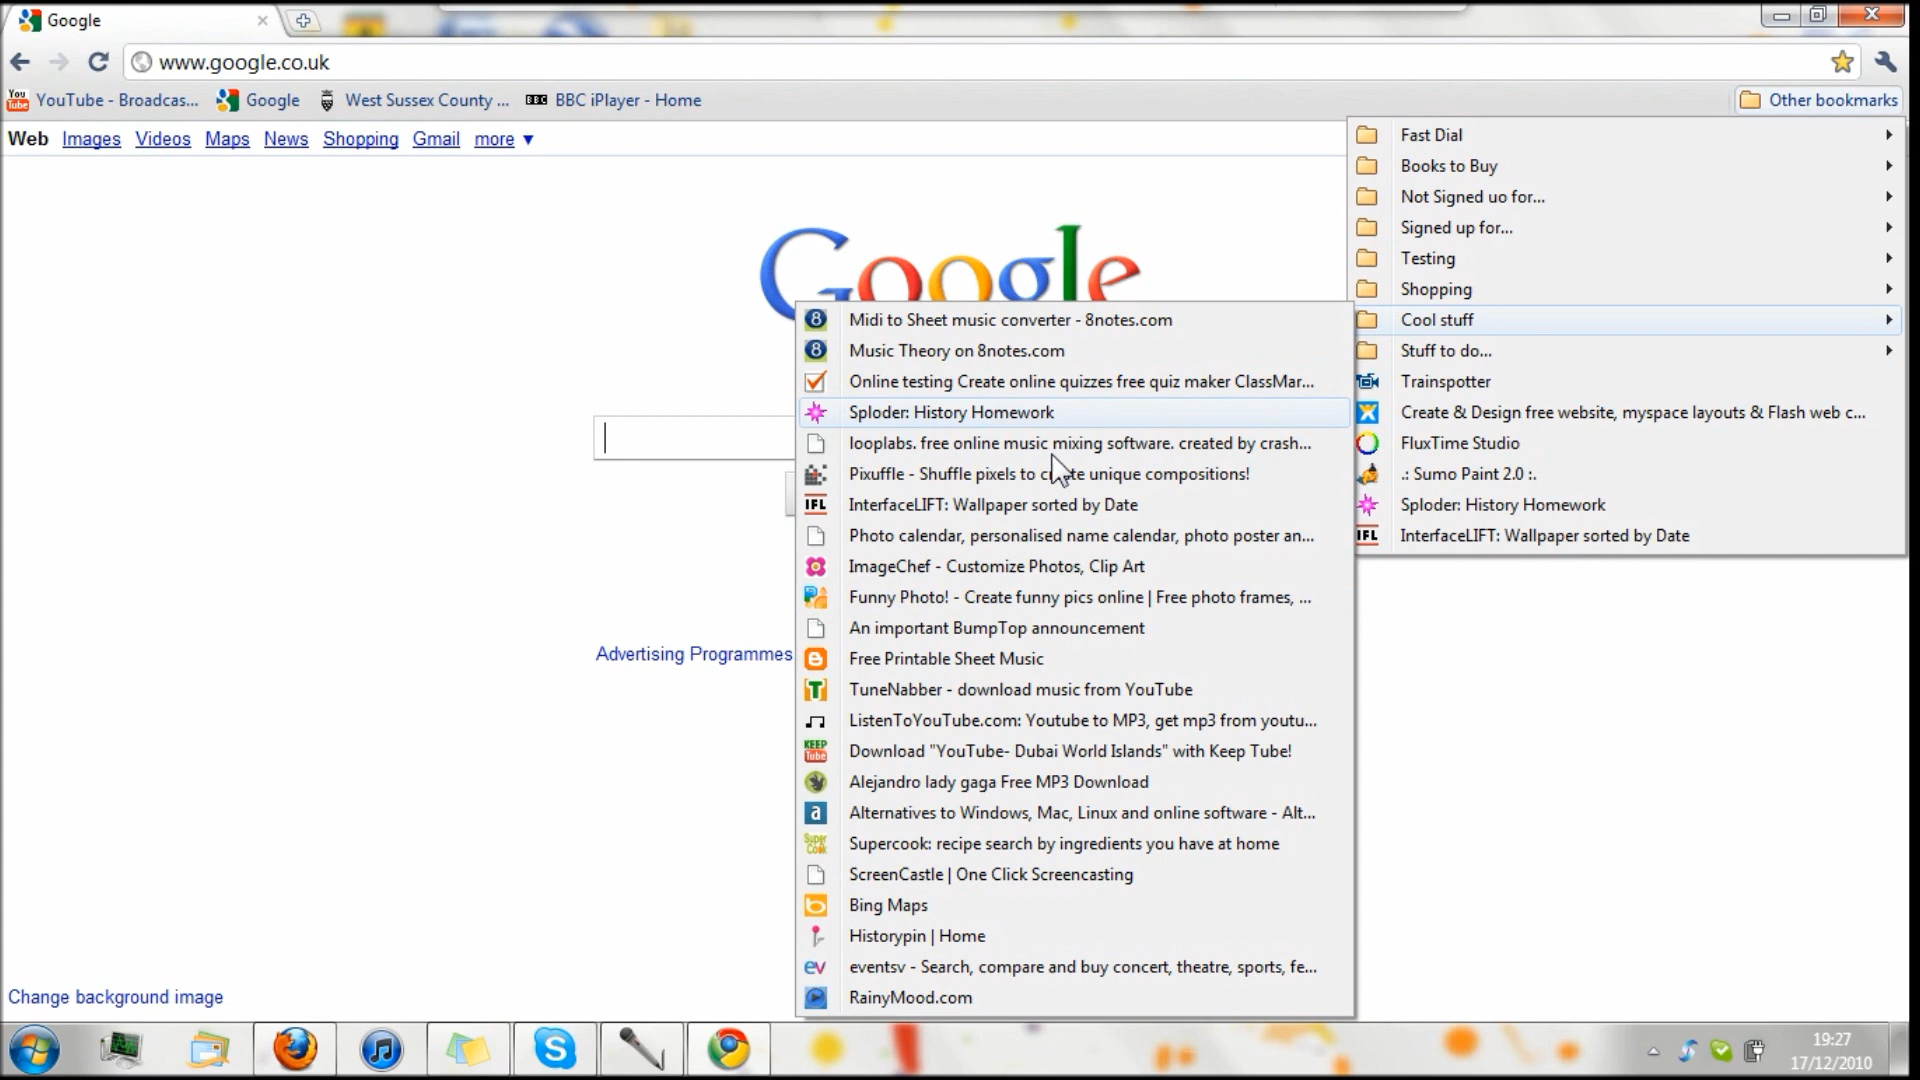 Google
www.google.co.uk
YouTube - Broadcas... Google West Sussex County ... BBC iPlayer - Home Other bookmarks
Web Images Videos Maps News Shopping Gmail more ▼
Google
Advertising Programmes
Change background image
Fast Dial
Books to Buy
Not Signed uo for...
Signed up for...
Testing
Shopping
Cool stuff
Stuff to do...
Trainspotter
Create & Design free website, myspace layouts & Flash web c...
FluxTime Studio
.: Sumo Paint 2.0 :.
Sploder: History Homework
InterfaceLIFT: Wallpaper sorted by Date
Midi to Sheet music converter - 8notes.com
Music Theory on 8notes.com
Online testing Create online quizzes free quiz maker ClassMar...
Sploder: History Homework
looplabs. free online music mixing software. created by crash...
Pixuffle - Shuffle pixels to create unique compositions!
InterfaceLIFT: Wallpaper sorted by Date
Photo calendar, personalised name calendar, photo poster an...
ImageChef - Customize Photos, Clip Art
Funny Photo! - Create funny pics online | Free photo frames, ...
An important BumpTop announcement
Free Printable Sheet Music
TuneNabber - download music from YouTube
ListenToYouTube.com: Youtube to MP3, get mp3 from youtu...
Download "YouTube- Dubai World Islands" with Keep Tube!
Alejandro lady gaga Free MP3 Download
Alternatives to Windows, Mac, Linux and online software - Alt...
Supercook: recipe search by ingredients you have at home
ScreenCastle | One Click Screencasting
Bing Maps
Historypin | Home
eventsv - Search, compare and buy concert, theatre, sports, fe...
RainyMood.com
19:27
17/12/2010